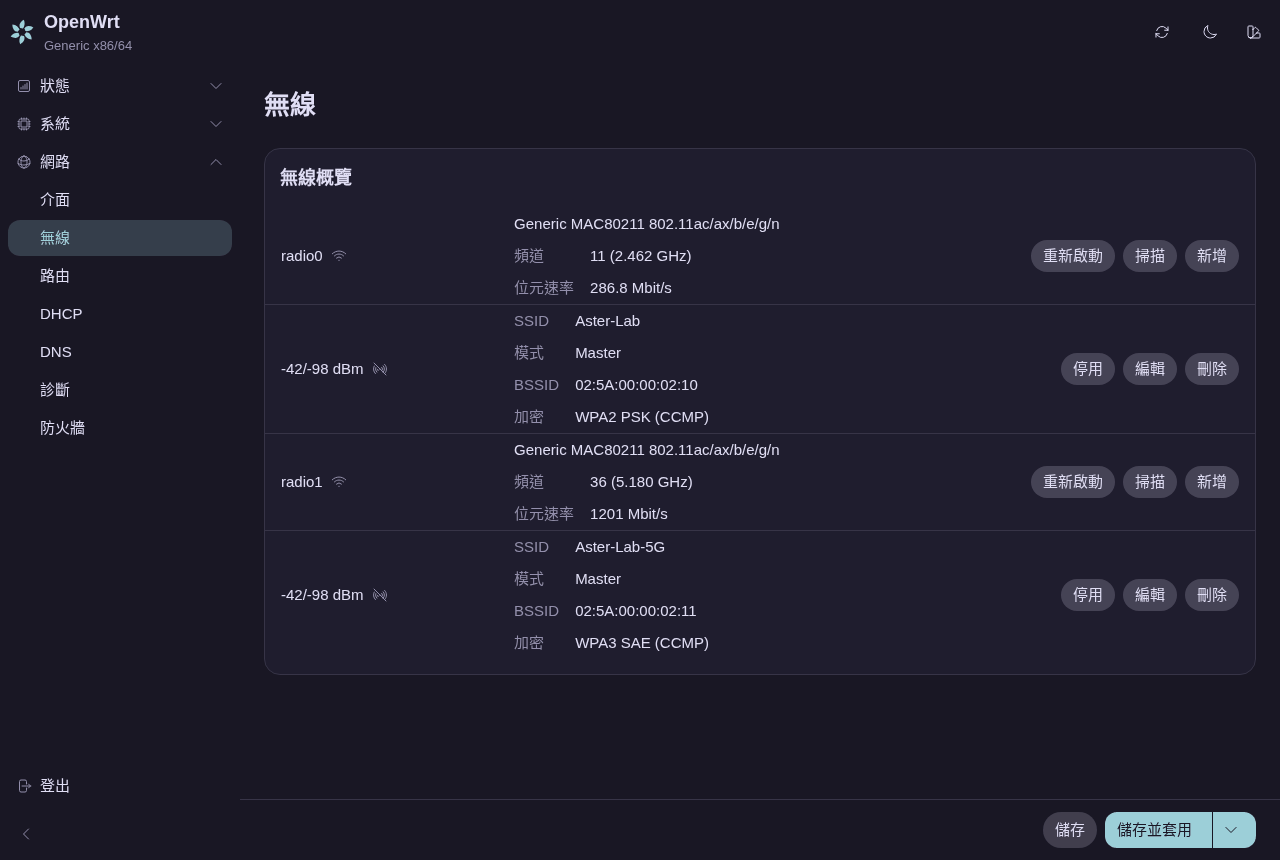 OpenWrt
Generic x86/64
狀態
系統
網路
介面
無線
路由
DHCP
DNS
診斷
防火牆
登出
無線
無線概覽
radio0
Generic MAC80211 802.11ac/ax/b/e/g/n
頻道 11 (2.462 GHz)
位元速率 286.8 Mbit/s
重新啟動 掃描 新增
-42/-98 dBm
SSID Aster-Lab
模式 Master
BSSID 02:5A:00:00:02:10
加密 WPA2 PSK (CCMP)
停用 編輯 刪除
radio1
Generic MAC80211 802.11ac/ax/b/e/g/n
頻道 36 (5.180 GHz)
位元速率 1201 Mbit/s
重新啟動 掃描 新增
-42/-98 dBm
SSID Aster-Lab-5G
模式 Master
BSSID 02:5A:00:00:02:11
加密 WPA3 SAE (CCMP)
停用 編輯 刪除
儲存 儲存並套用